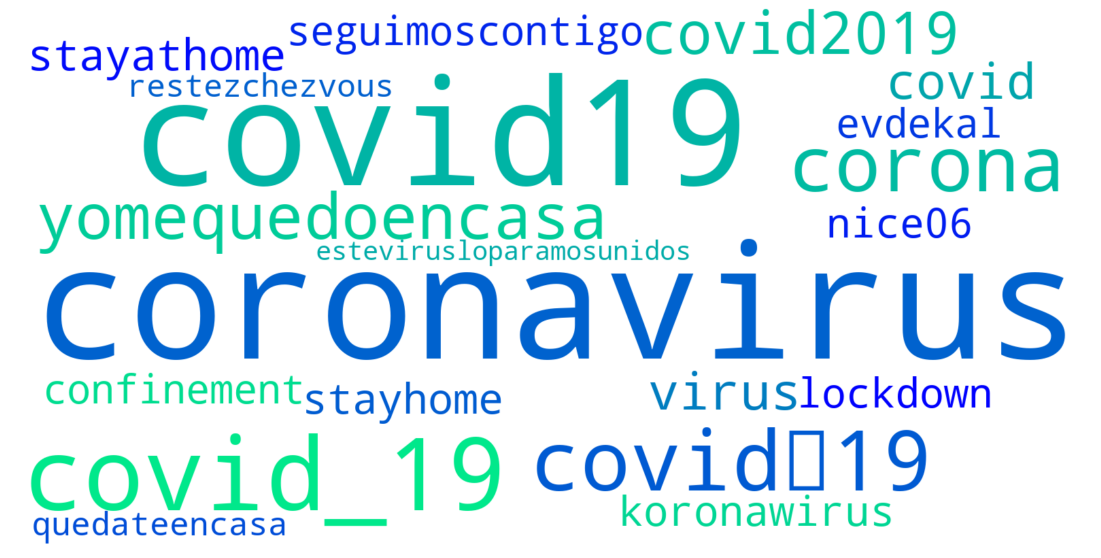 seguimoscontigo covid2019
stayathome
restezchezvous covid
covid19 evdekal
corona
yomequedoencasa nice06
estevirusloparamosunidos
coronavirus
confinement stayhome virus lockdown
covid_19 covid▯19
koronawirus
quedateencasa